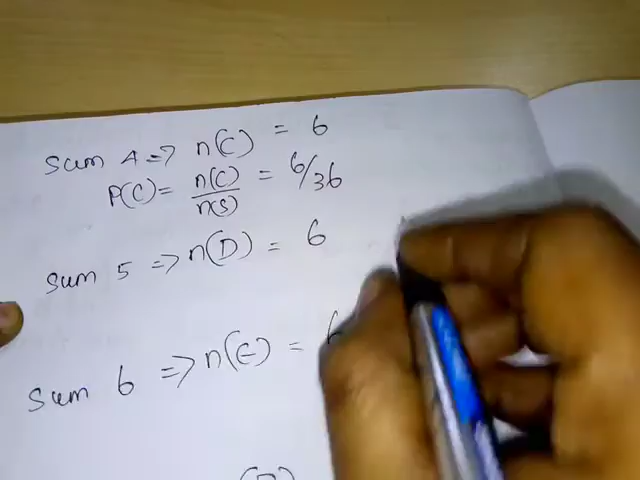 Sum 4 => n(C) = 6
P(C) = n(C)/n(S) = 6/36
Sum 5 => n(D) = 6
Sum 6 => n(E) = 6